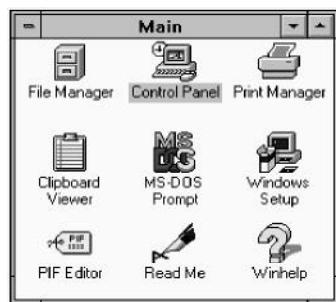 Main
File Manager Control Panel Print Manager
MS
DOS
Clipboard Viewer
MS-DOS Prompt
Windows Setup
PIF
PIF Editor Read Me Winhelp